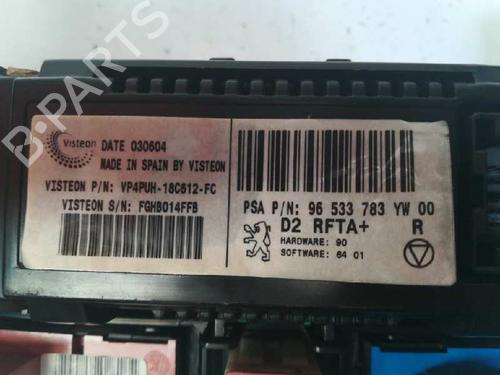 B-PARTS
Visteon
DATE 030604
MADE IN SPAIN BY VISTEON
VISTEON P/N: VP4PUH-18C612-FC
VISTEON S/N: FGHB014FFB
PSA P/N: 96 533 783 YW 00
D2 RFTA+ R
HARDWARE: 90
SOFTWARE: 64 01